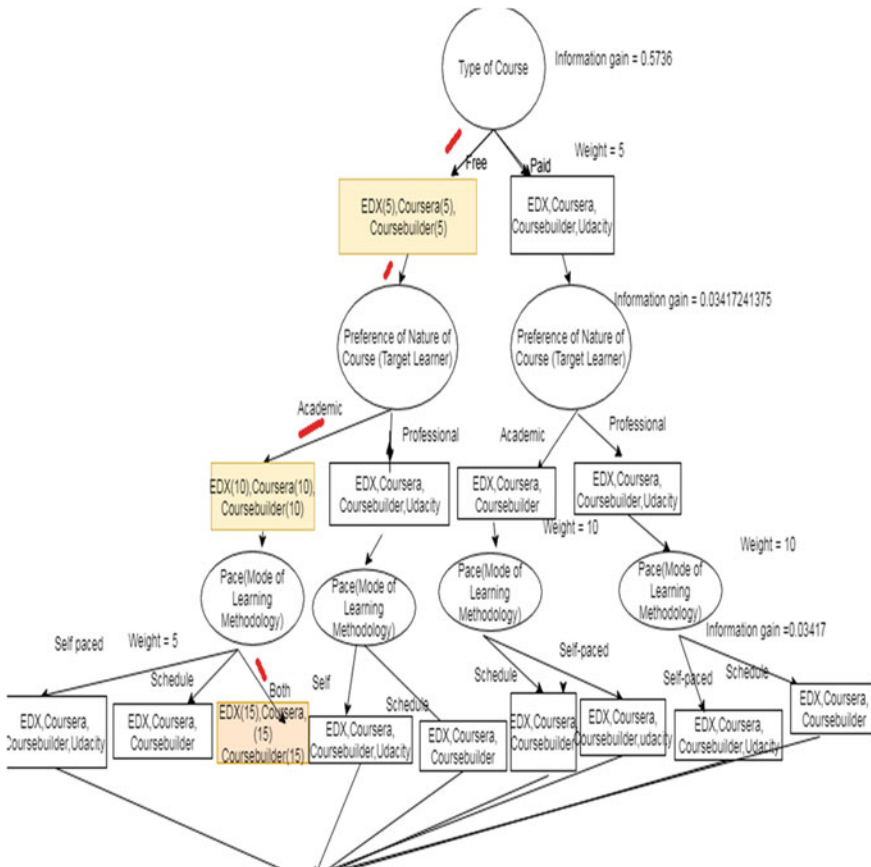 Type of Course
Information gain = 0.5736
Weight = 5
Free
Paid
EDX(5),Coursera(5),
Coursebuilder(5)
EDX,Coursera,
Coursebuilder,Udacity
Information gain = 0.03417241375
Preference of Nature of
Course (Target Learner)
Preference of Nature of
Course (Target Learner)
Academic
Professional
Academic
Professional
EDX(10),Coursera(10),
Coursebuilder(10)
EDX,Coursera,
Coursebuilder,Udacity
EDX,Coursera,
Coursebuilder
EDX,Coursera,
Coursebuilder,Udacity
Weight = 10
Weight = 10
Pace(Mode of
Learning
Methodology)
Pace(Mode of
Learning
Methodology)
Pace(Mode of
Learning
Methodology)
Pace(Mode of
Learning
Methodology)
Information gain =0.03417
Self paced
Weight = 5
Schedule
Both
Self
Schedule
Schedule
Self-paced
Self-paced
Schedule
EDX,Coursera,
Coursebuilder,Udacity
EDX,Coursera,
Coursebuilder
EDX(15),Coursera,
(15)
Coursebuilder(15)
EDX,Coursera,
Coursebuilder,Udacity
EDX,Coursera,
Coursebuilder
EDX,Coursera,
Coursebuilder
EDX,Coursera,
Coursebuilder,udacity
EDX,Coursera,
Coursebuilder,Udacity
EDX,Coursera,
Coursebuilder